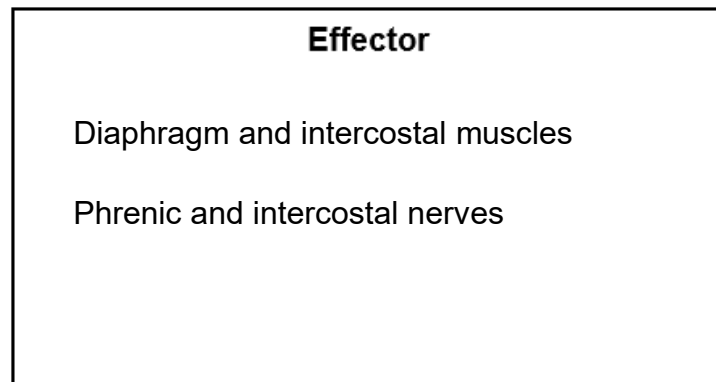 Effector
Diaphragm and intercostal muscles
Phrenic and intercostal nerves